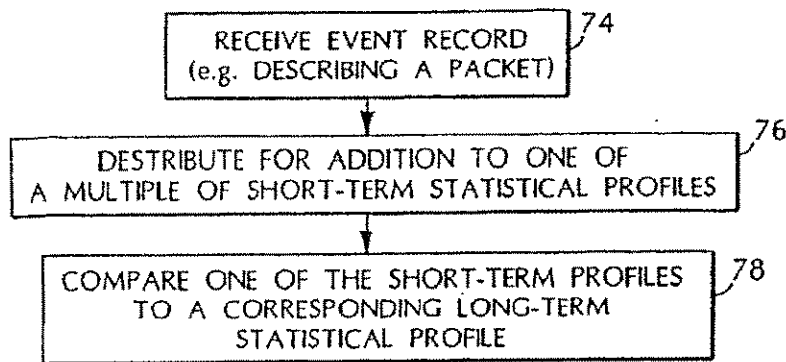 RECEIVE EVENT RECORD
(e.g. DESCRIBING A PACKET)
74
DESTRIBUTE FOR ADDITION TO ONE OF
A MULTIPLE OF SHORT-TERM STATISTICAL PROFILES
76
COMPARE ONE OF THE SHORT-TERM PROFILES
TO A CORRESPONDING LONG-TERM
STATISTICAL PROFILE
78